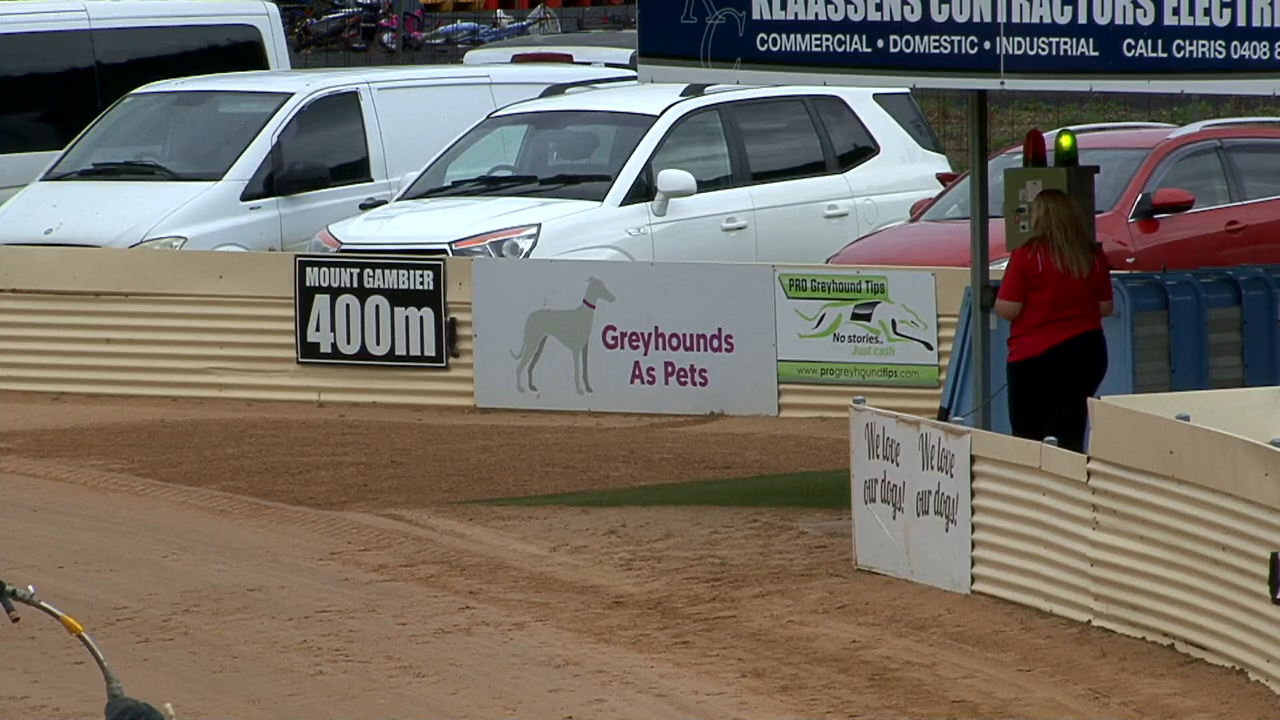 KLAASSENS CONTRACTORS
COMMERCIAL • DOMESTIC • INDUSTRIAL CALL CHRIS 0408
MOUNT GAMBIER
400m
Greyhounds
As Pets
PRO Greyhound Tips
No stories..
Just cash
www.progreyhoundtips.com
We love
our dogs!
We love
our dogs!